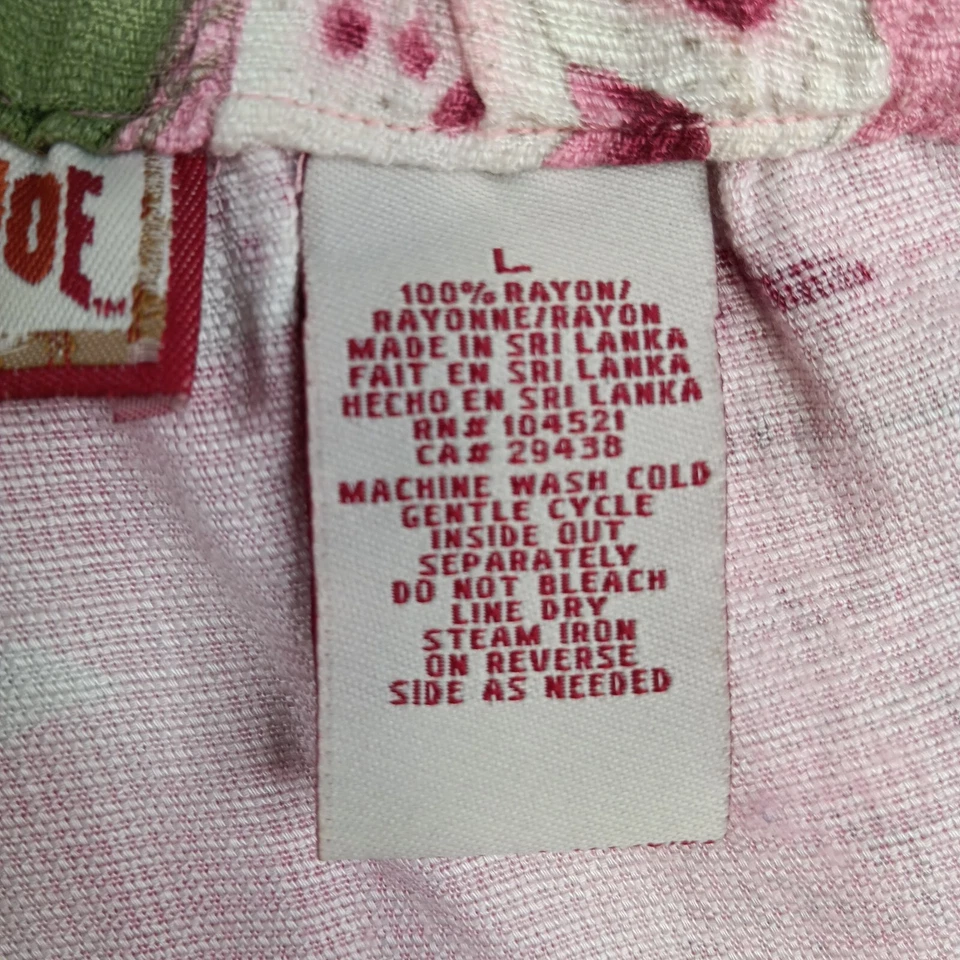 OE™
L
100% RAYON/
RAYONNE/RAYON
MADE IN SRI LANKA
FAIT EN SRI LANKA
HECHO EN SRI LANKA
RN# 104521
CA# 29438
MACHINE WASH COLD
GENTLE CYCLE
INSIDE OUT
SEPARATELY
DO NOT BLEACH
LINE DRY
STEAM IRON
ON REVERSE
SIDE AS NEEDED